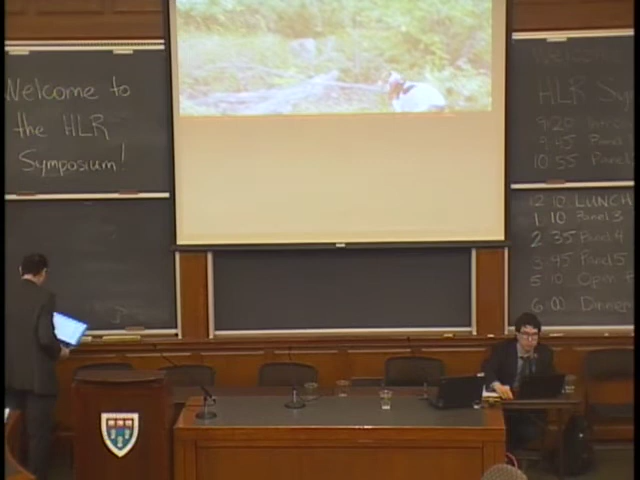 Welcome to
the HLR
Symposium!
HLR Sy
9 20
9 45 Panel
10 55 Panel
12 10 LUNCH
1 10 Panel 3
2 35 Panel 4
3 45 Panel 5
5 10 Open
6 00 Dinner